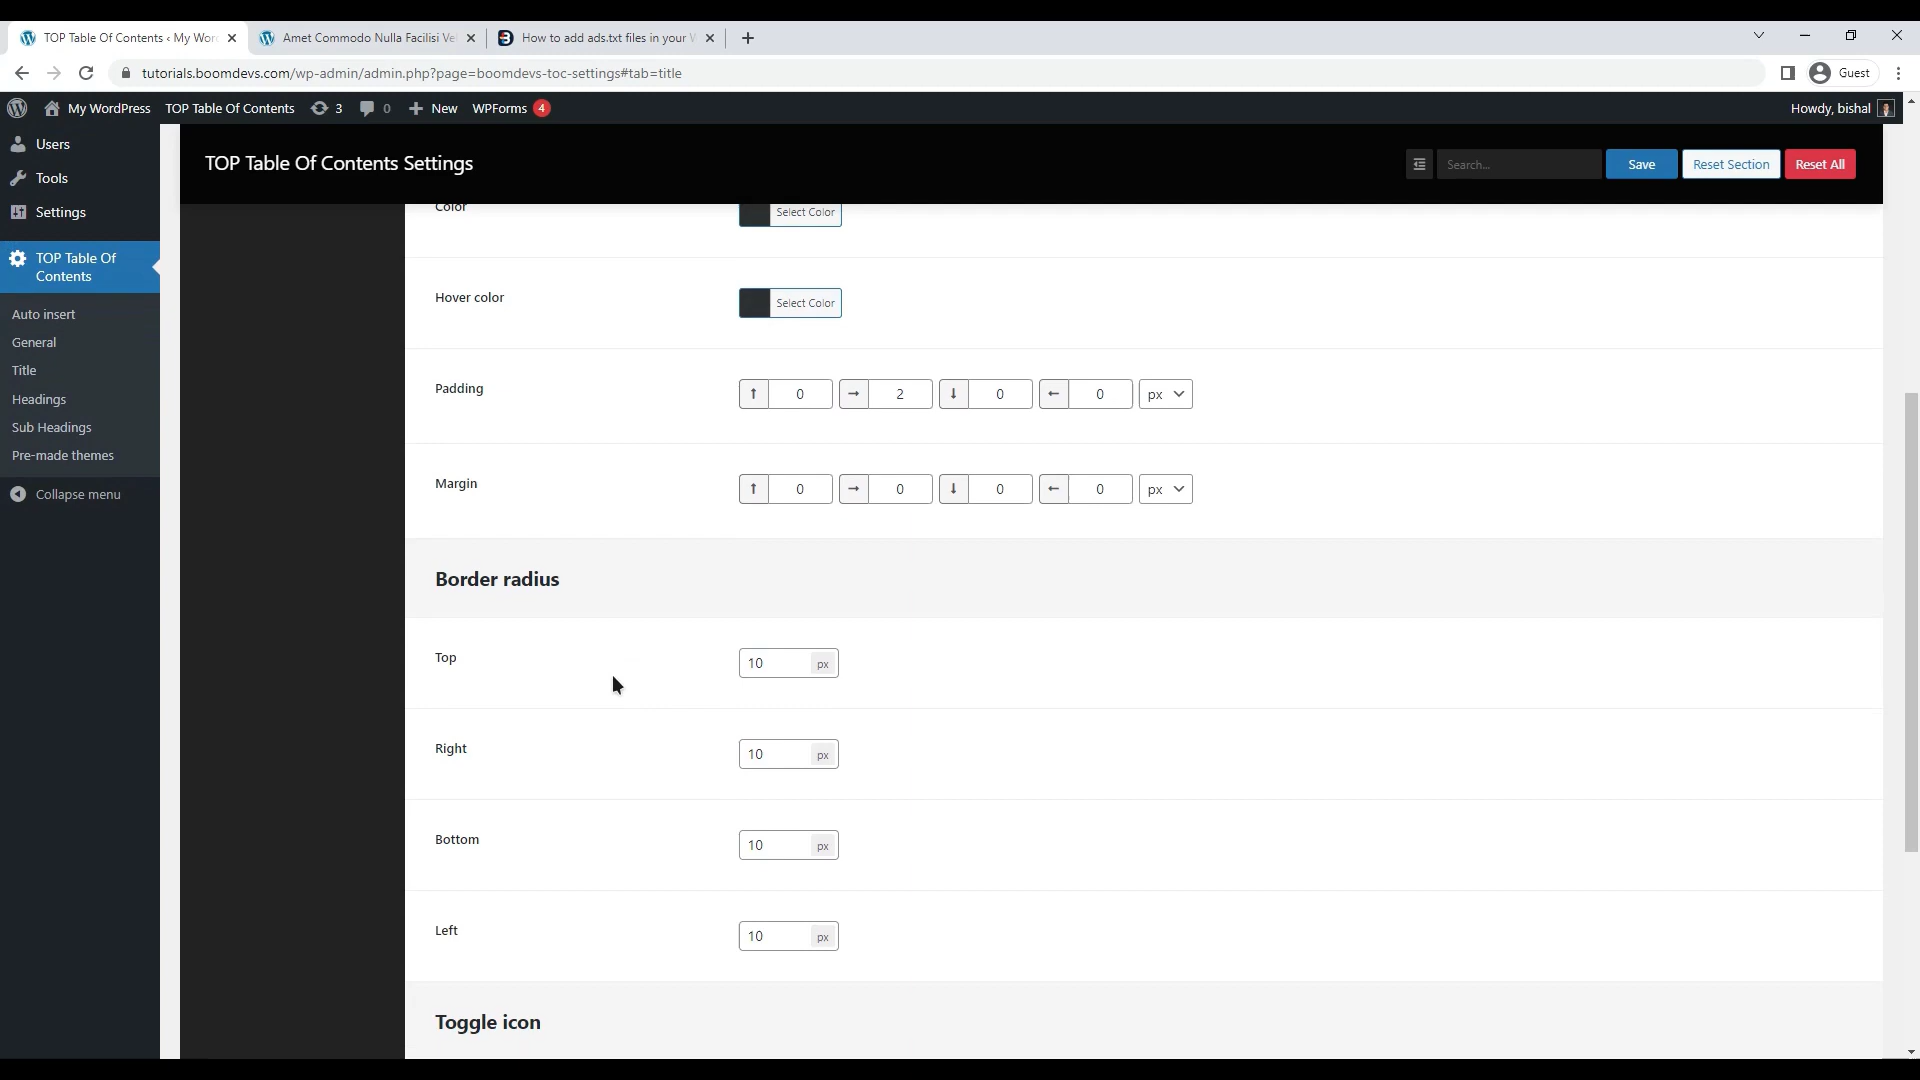 TOP Table Of Contents ‹ My Wor
Amet Commodo Nulla Facilisi Ve
How to add ads.txt files in your
tutorials.boomdevs.com/wp-admin/admin.php?page=boomdevs-toc-settings#tab=title
Guest
My WordPress
TOP Table Of Contents
3
0
New
WPForms
4
Howdy, bishal
Users
Tools
Settings
TOP Table Of
Contents
Auto insert
General
Title
Headings
Sub Headings
Pre-made themes
Collapse menu
TOP Table Of Contents Settings
Search...
Save
Reset Section
Reset All
Color
Select Color
Hover color
Select Color
Padding
0
2
0
0
px
Margin
0
0
0
0
px
Border radius
Top
10 px
Right
10 px
Bottom
10 px
Left
10 px
Toggle icon